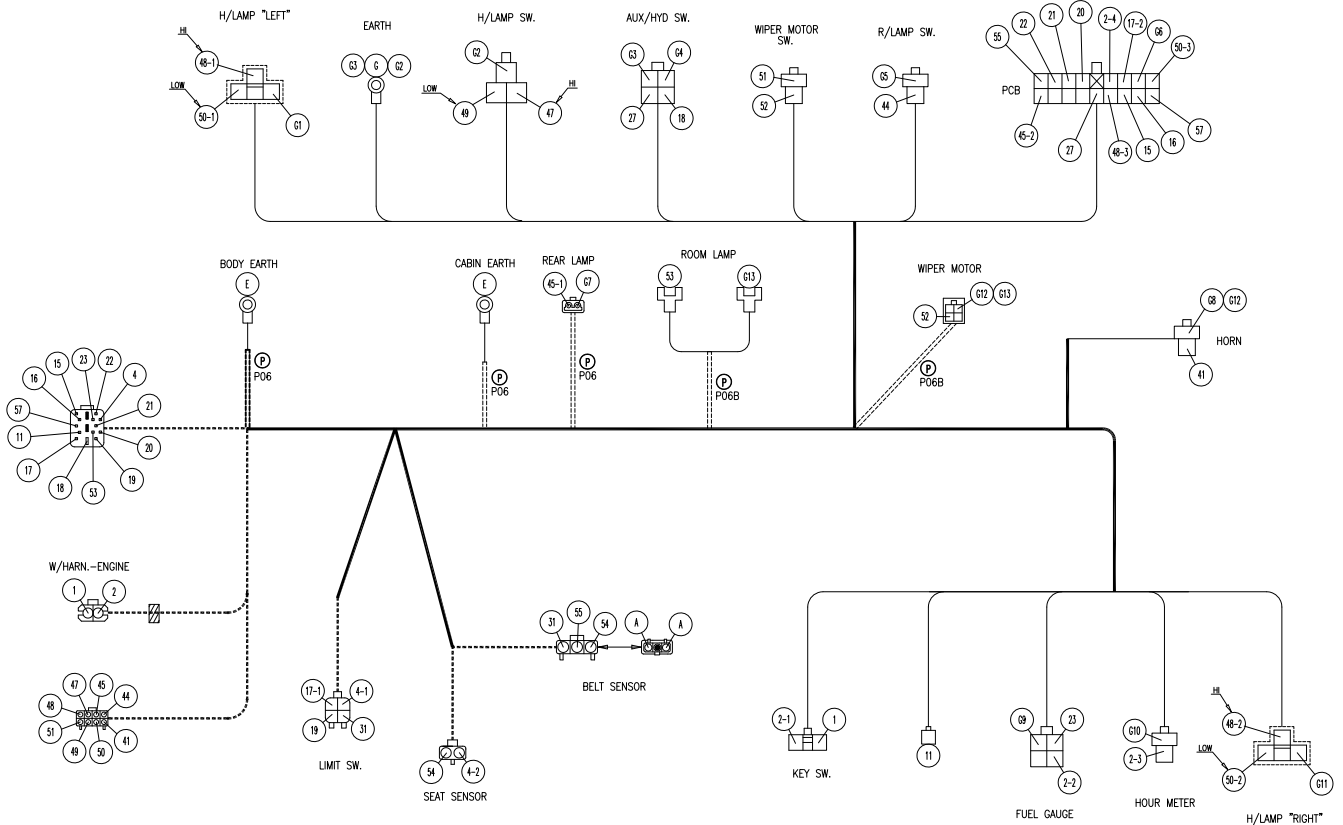 H/LAMP "LEFT"
HI
48-1
LOW
50-1
G1
EARTH
G3 G G2
H/LAMP SW.
G2
LOW
HI
49
47
AUX/HYD SW.
G3
G4
27
18
WIPER MOTOR
SW.
51
52
R/LAMP SW.
G5
44
55
22
21
20
2-4
17-2
G6
50-3
PCB
45-2
27
48-3
15
16
57
BODY EARTH
E
P
P06
CABIN EARTH
E
P
P06
REAR LAMP
45-1
G7
P
P06
ROOM LAMP
53
G13
P
P06B
WIPER MOTOR
52
G12 G13
P
P06B
G8 G12
HORN
41
15
23
22
4
16
57
21
11
20
17
18
53
19
W/HARN.-ENGINE
1
2
47
45
48
44
51
41
49
50
17-1
4-1
19
31
LIMIT SW.
54
4-2
SEAT SENSOR
31
55
54
A
A
BELT SENSOR
2-1
1
KEY SW.
11
G9
23
2-2
FUEL GAUGE
G10
2-3
HOUR METER
HI
48-2
LOW
50-2
G11
H/LAMP "RIGHT"